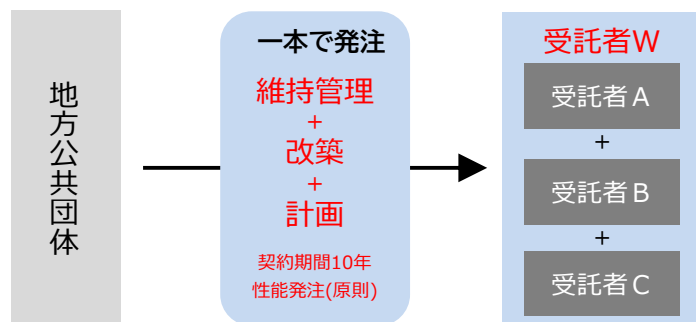 地方公共団体
一本で発注
維持管理
+
改築
+
計画
契約期間10年
性能発注(原則)
受託者W
受託者A
+
受託者B
+
受託者C